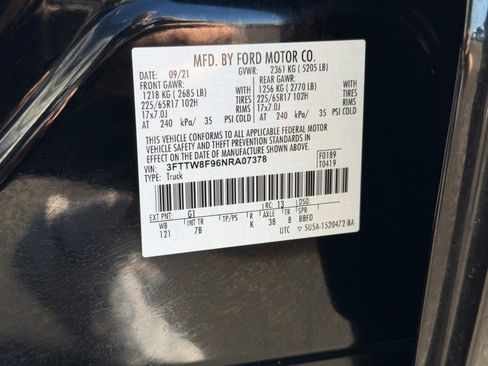 MFD. BY FORD MOTOR CO.
DATE: 09/21 GVWR: 2361 KG ( 5205 LB)
FRONT GAWR: REAR GAWR:
1218 KG ( 2685 LB) WITH 1256 KG ( 2770 LB) WITH
225/65R17 102H TIRES 225/65R17 102H TIRES
17x7.0J RIMS 17x7.0J RIMS
AT 240 kPa/ 35 PSI COLD AT 240 kPa/ 35 PSI COLD
THIS VEHICLE CONFORMS TO ALL APPLICABLE FEDERAL MOTOR
VEHICLE SAFETY AND THEFT PREVENTION STANDARDS IN EFFECT ON
THE DATE OF MANUFACTURE SHOWN ABOVE.
VIN: 3FTTW8F96NRA07378 F0189
TYPE: Truck T0419
EXT PNT: G1 RC: 13 DSO:
WB INT TR TP/PS R AXLE TR SPR
121 7B K 38 8 BBFD
UTC 5U5A-1520472-BA